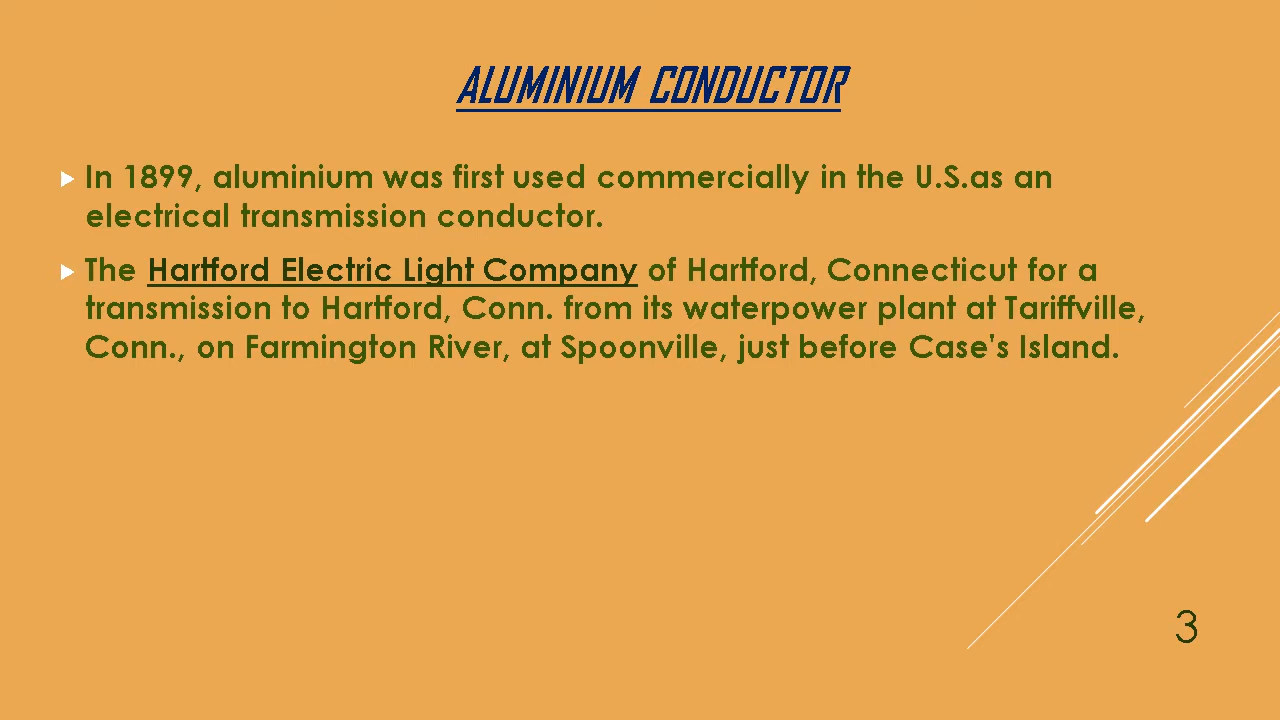 ALUMINIUM CONDUCTOR
In 1899, aluminium was first used commercially in the U.S.as an
electrical transmission conductor.
The Hartford Electric Light Company of Hartford, Connecticut for a
transmission to Hartford, Conn. from its waterpower plant at Tariffville,
Conn., on Farmington River, at Spoonville, just before Case's Island.
3